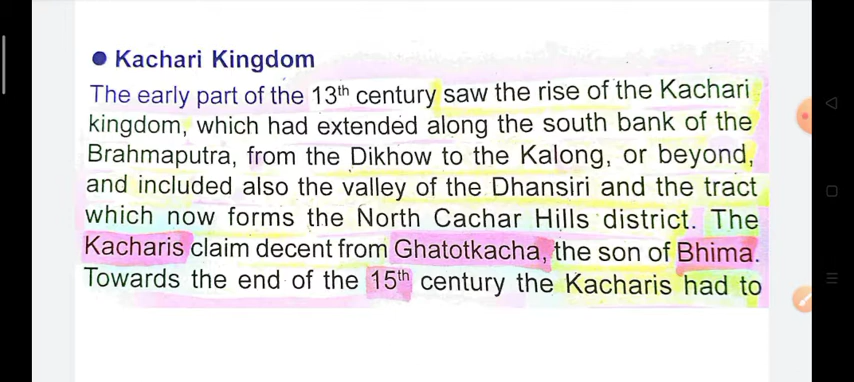 ● Kachari Kingdom
The early part of the 13th century saw the rise of the Kachari
kingdom, which had extended along the south bank of the
Brahmaputra, from the Dikhow to the Kalong, or beyond,
and included also the valley of the Dhansiri and the tract
which now forms the North Cachar Hills district. The
Kacharis claim decent from Ghatotkacha, the son of Bhima.
Towards the end of the 15th century the Kacharis had to